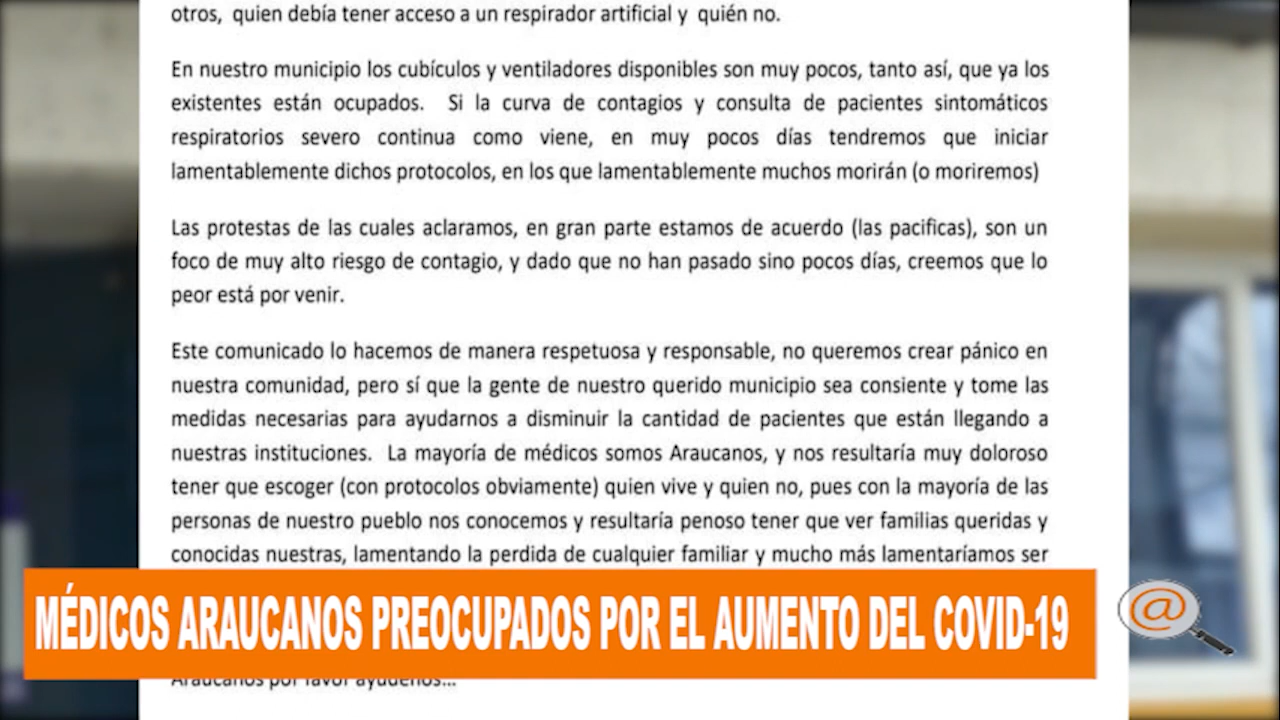 otros, quien debía tener acceso a un respirador artificial y quién no.
En nuestro municipio los cubículos y ventiladores disponibles son muy pocos, tanto así, que ya los
existentes están ocupados. Si la curva de contagios y consulta de pacientes sintomáticos
respiratorios severo continua como viene, en muy pocos días tendremos que iniciar
lamentablemente dichos protocolos, en los que lamentablemente muchos morirán (o moriremos)
Las protestas de las cuales aclaramos, en gran parte estamos de acuerdo (las pacificas), son un
foco de muy alto riesgo de contagio, y dado que no han pasado sino pocos días, creemos que lo
peor está por venir.
Este comunicado lo hacemos de manera respetuosa y responsable, no queremos crear pánico en
nuestra comunidad, pero sí que la gente de nuestro querido municipio sea consiente y tome las
medidas necesarias para ayudarnos a disminuir la cantidad de pacientes que están llegando a
nuestras instituciones. La mayoría de médicos somos Araucanos, y nos resultaría muy doloroso
tener que escoger (con protocolos obviamente) quien vive y quien no, pues con la mayoría de las
personas de nuestro pueblo nos conocemos y resultaría penoso tener que ver familias queridas y
conocidas nuestras, lamentando la perdida de cualquier familiar y mucho más lamentaríamos ser
MÉDICOS ARAUCANOS PREOCUPADOS POR EL AUMENTO DEL COVID-19
@
Araucanos por favor ayúdenos...